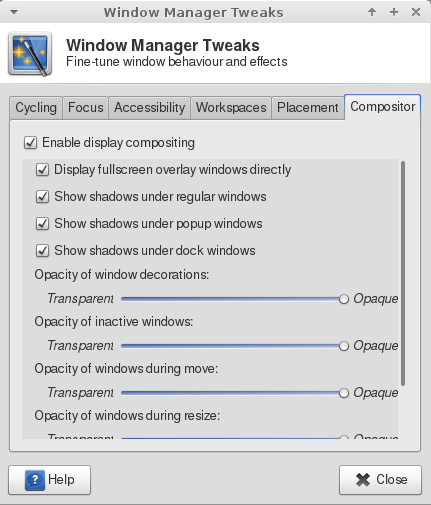 Window Manager Tweaks
Window Manager Tweaks
Fine-tune window behaviour and effects
Cycling Focus Accessibility Workspaces Placement Compositor
Enable display compositing
Display fullscreen overlay windows directly
Show shadows under regular windows
Show shadows under popup windows
Show shadows under dock windows
Opacity of window decorations:
Transparent Opaque
Opacity of inactive windows:
Transparent Opaque
Opacity of windows during move:
Transparent Opaque
Opacity of windows during resize:
Transparent Opaque
Help Close